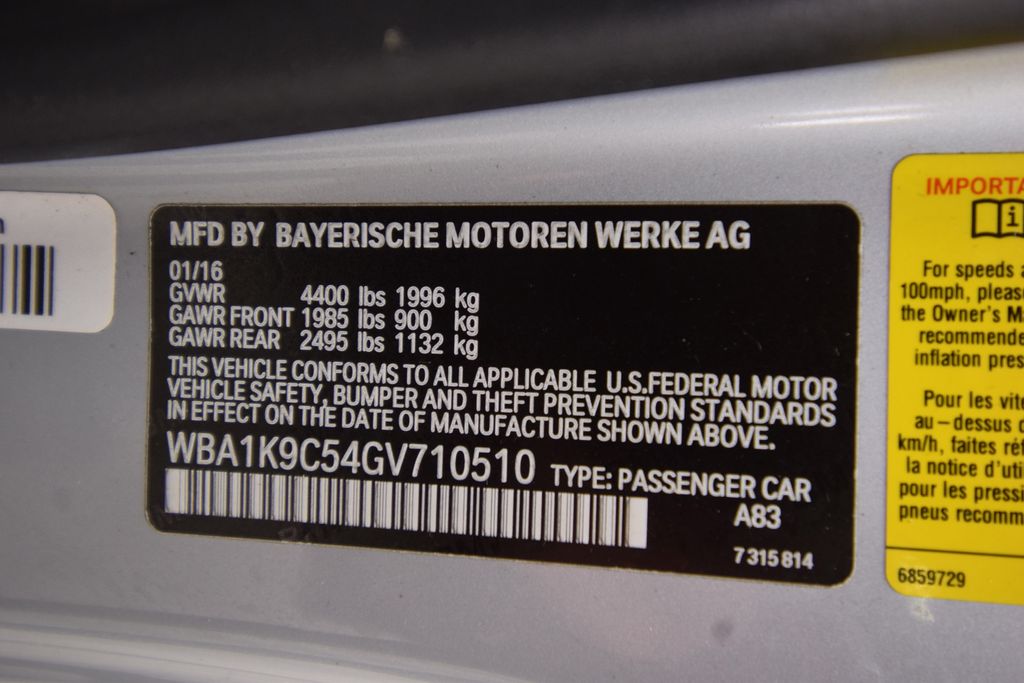 MFD BY BAYERISCHE MOTOREN WERKE AG
01/16
GVWR 4400 lbs 1996 kg
GAWR FRONT 1985 lbs 900 kg
GAWR REAR 2495 lbs 1132 kg
THIS VEHICLE CONFORMS TO ALL APPLICABLE U.S.FEDERAL MOTOR
VEHICLE SAFETY, BUMPER AND THEFT PREVENTION STANDARDS
IN EFFECT ON THE DATE OF MANUFACTURE SHOWN ABOVE.
WBA1K9C54GV710510 TYPE: PASSENGER CAR
A83
7 315 814
IMPORTA
i
For speeds a
100mph, please
the Owner's M
recommende
inflation pres
Pour les vite
au-dessus d
km/h, faites réf
la notice d'uti
pour les pressi
pneus recomm
6859729